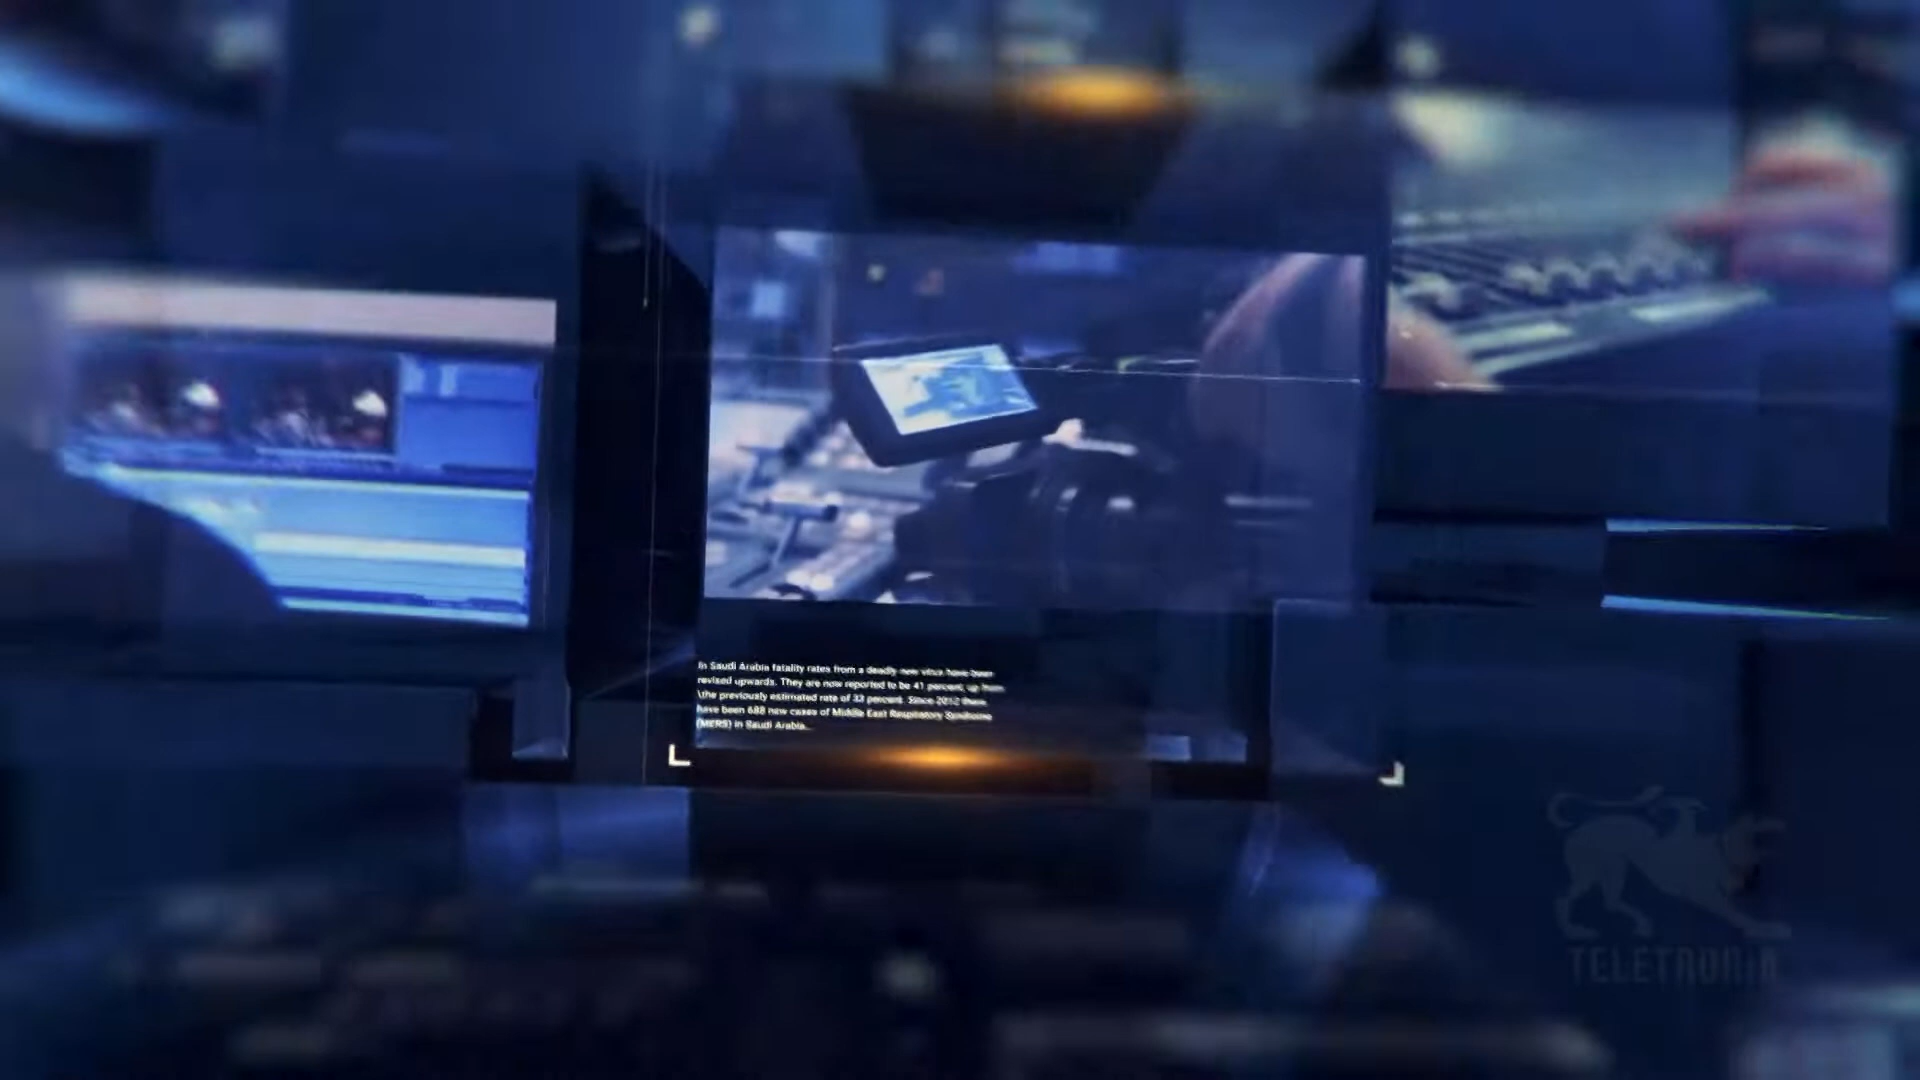 In Saudi Arabia fatality rates from a deadly new virus have been
revised upwards. They are now reported to be 41 percent, up from
\the previously estimated rate of 33 percent. Since 2012 there
have been 688 new cases of Middle East Respiratory Syndrome
(MERS) in Saudi Arabia.
TELETRONIK